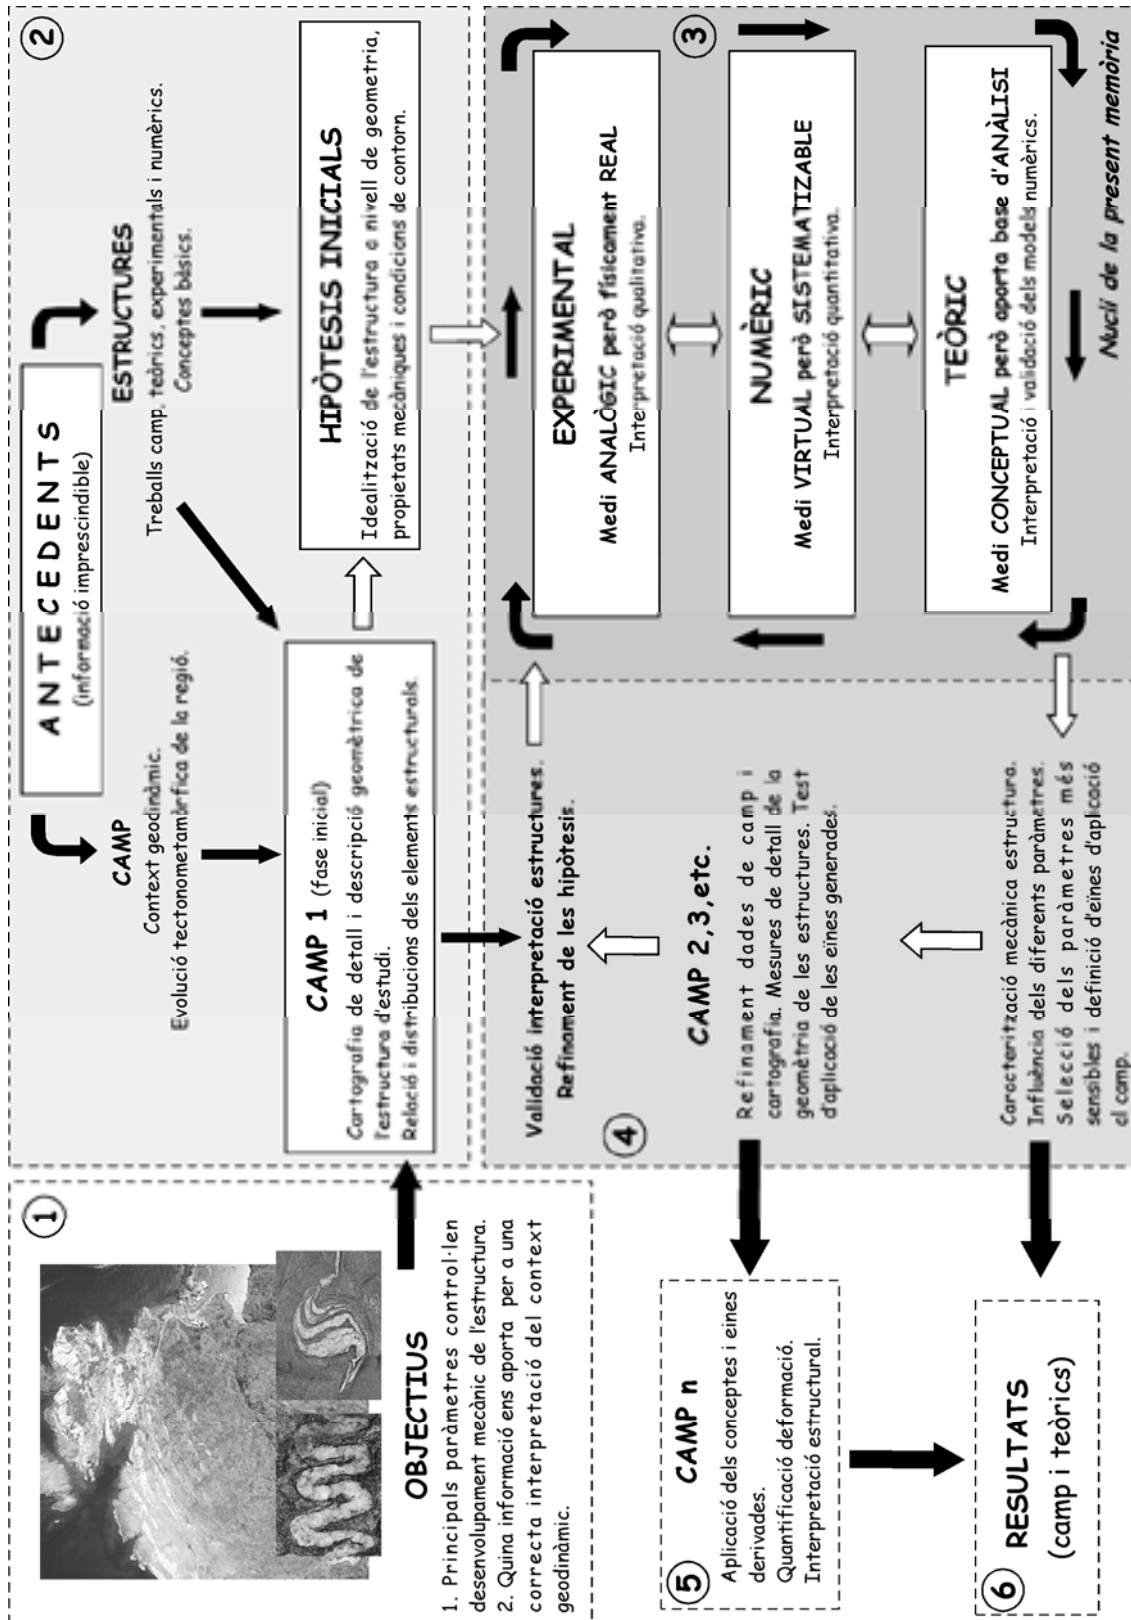 1
OBJECTIUS
1. Principals paràmetres control·len
desenvolupament mecànic de l'estructura.
2. Quina informació ens aporta per a una
correcta interpretació del context
geodinàmic.
2
ANTECEDENTS
(informació imprescindible)
CAMP
Context geodinàmic.
Evolució tectonometamòrfica de la regió.
ESTRUCTURES
Treballs camp, teòrics, experimentals i numèrics.
Conceptes bàsics.
CAMP 1 (fase inicial)
Cartografia de detall i descripció geomètrica de
l'estructura d'estudi.
Relació i distribucions dels elements estructurals.
HIPÒTESIS INICIALS
Idealització de l'estructura a nivell de geometria,
propietats mecàniques i condicions de contorn.
3
EXPERIMENTAL
Medi ANALÒGIC però físicament REAL
Interpretació qualitativa.
NUMÈRIC
Medi VIRTUAL però SISTEMATIZABLE
Interpretació quantitativa.
TEÒRIC
Medi CONCEPTUAL però aporta base d'ANÀLISI
Interpretació i validació dels models numèrics.
Nucli de la present memòria
4
Validació interpretació estructures.
Refinament de les hipòtesis.
CAMP 2,3,etc.
Refinament dades de camp i
cartografia. Mesures de detall de la
geomètria de les estructures. Test
d'aplicació de les eïnes generades.
Caracterització mecànica estructura.
Influència dels diferents paràmetres.
Selecció dels paràmetres més
sensibles i definició d'eïnes d'aplicació
el camp.
5
CAMP n
Aplicació dels conceptes i eines
derivades.
Quantificació deformació.
Interpretació estructural.
6
RESULTATS
(camp i teòrics)